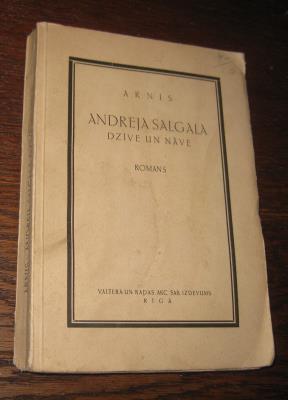 ARNIS
ANDREJA SALGALA
DZĪVE UN NĀVE
ROMANS
VALTERA UN RAPAS AKC. SAB. IZDEVUMS
RĪGĀ